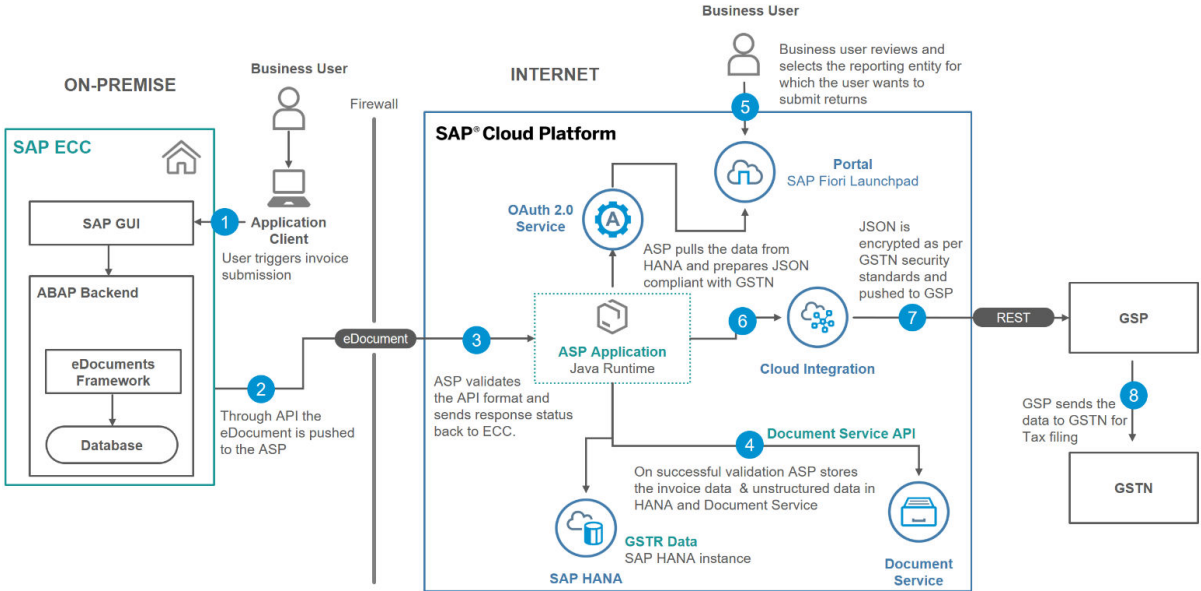 Business User
Business user reviews and
selects the reporting entity for
which the user wants to
submit returns
5
ON-PREMISE
Business User
INTERNET
Firewall
SAP ECC
SAP® Cloud Platform
Portal
SAP Fiori Launchpad
SAP GUI
1
Application
Client
User triggers invoice
submission
OAuth 2.0
Service
A
ASP pulls the data from
HANA and prepares JSON
compliant with GSTN
JSON is
encrypted as per
GSTN security
standards and
pushed to GSP
ABAP Backend
eDocuments
Framework
Database
2
Through API the
eDocument is pushed
to the ASP
eDocument
3
ASP validates
the API format and
sends response status
back to ECC.
ASP Application
Java Runtime
6
Cloud Integration
7
REST
GSP
8
GSP sends the
data to GSTN for
Tax filing
GSTN
4
Document Service API
On successful validation ASP stores
the invoice data & unstructured data in
HANA and Document Service
GSTR Data
SAP HANA instance
SAP HANA
Document
Service